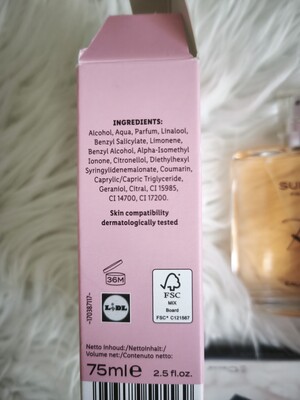 INGREDIENTS:
Alcohol, Aqua, Parfum, Linalool,
Benzyl Salicylate, Limonene,
Benzyl Alcohol, Alpha-Isomethyl
Ionone, Citronellol, Diethylhexyl
Syringylidenemalonate, Coumarin,
Caprylic/Capric Triglyceride,
Geraniol, Citral, CI 15985,
CI 14700, CI 17200.
Skin compatibility
dermatologically tested
36M
LIDL
FSC
MIX
Board
FSC® C121567
Netto Inhoud:/Nettoinhalt:/
Volume net:/Contenuto netto:
75ml e 2.5 fl.oz.